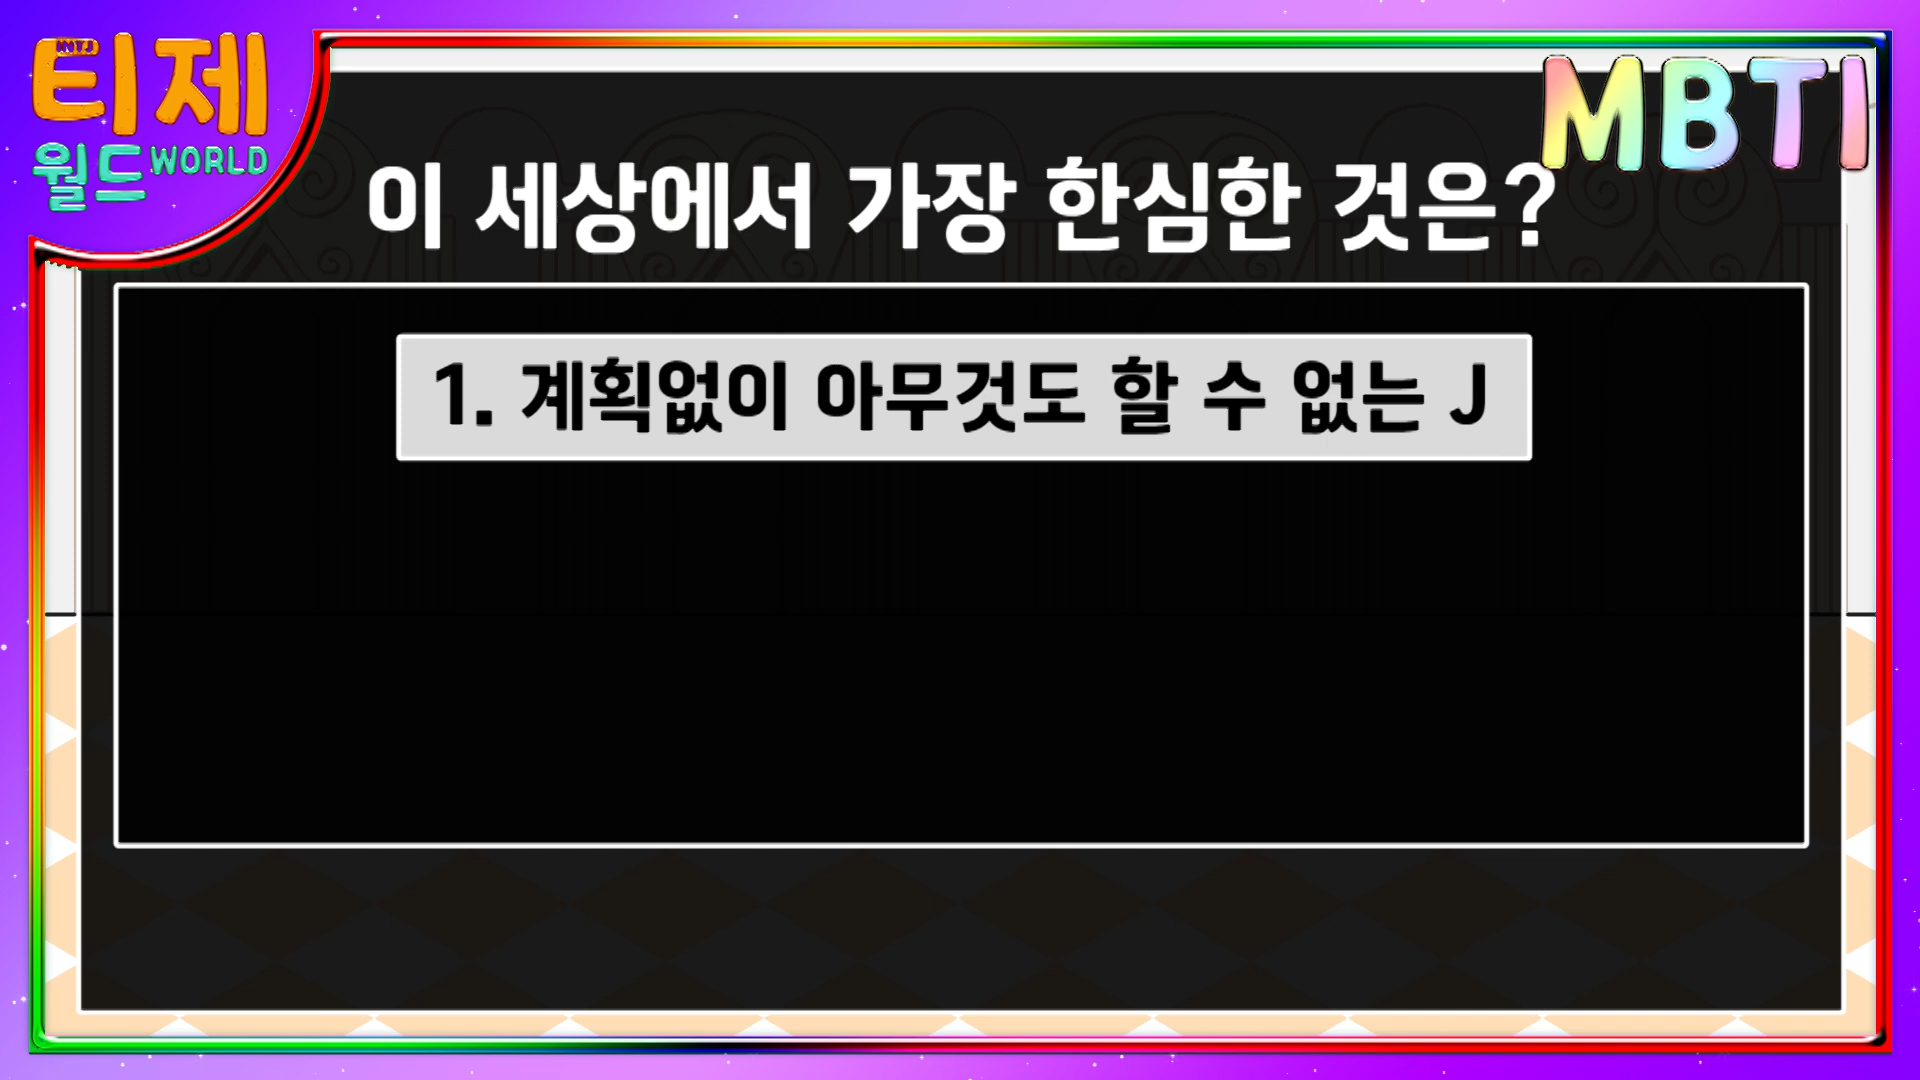 INTJ
티제
월드 WORLD
MBTI
이 세상에서 가장 한심한 것은?
1. 계획없이 아무것도 할 수 없는 J